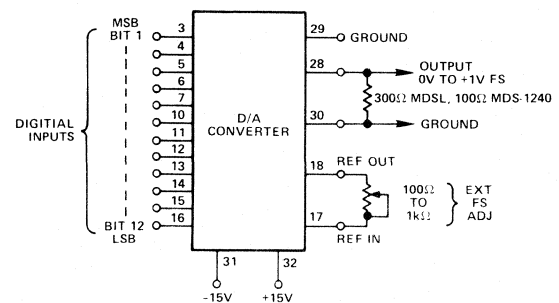 MSB
BIT 1
3
4
5
6
7
10
11
12
13
14
15
16
BIT 12
LSB
DIGITIAL
INPUTS
D/A
CONVERTER
29
GROUND
28
OUTPUT
0V TO +1V FS
300Ω MDSL, 100Ω MDS-1240
30
GROUND
18
REF OUT
100Ω
TO
1kΩ
EXT
FS
ADJ
17
REF IN
31
32
-15V
+15V